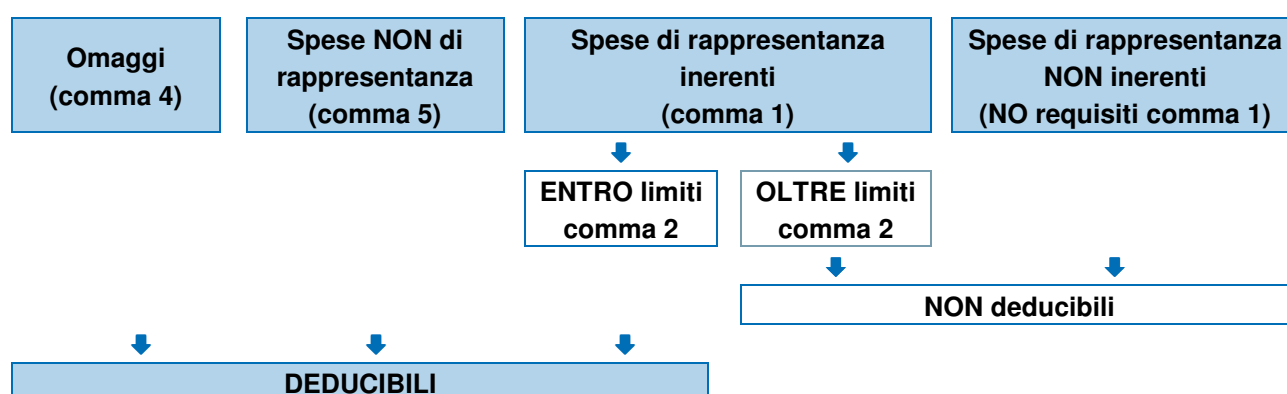 Omaggi
(comma 4)
Spese NON di
rappresentanza
(comma 5)
Spese di rappresentanza
inerenti
(comma 1)
Spese di rappresentanza
NON inerenti
(NO requisiti comma 1)
ENTRO limiti
comma 2
OLTRE limiti
comma 2
NON deducibili
DEDUCIBILI